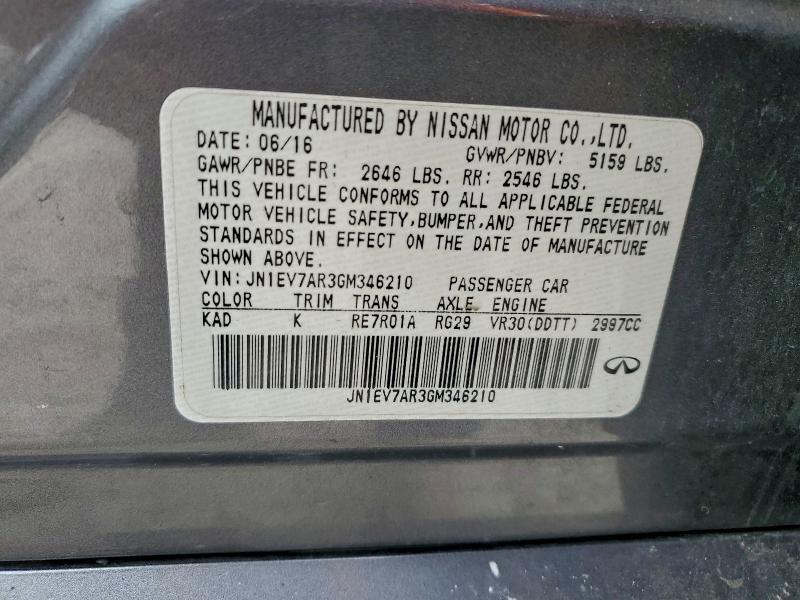 MANUFACTURED BY NISSAN MOTOR CO.,LTD.
DATE: 06/16 GVWR/PNBV: 5159 LBS.
GAWR/PNBE FR: 2646 LBS. RR: 2546 LBS.
THIS VEHICLE CONFORMS TO ALL APPLICABLE FEDERAL
MOTOR VEHICLE SAFETY,BUMPER,AND THEFT PREVENTION
STANDARDS IN EFFECT ON THE DATE OF MANUFACTURE
SHOWN ABOVE.
VIN: JN1EV7AR3GM346210 PASSENGER CAR
COLOR TRIM TRANS AXLE ENGINE
KAD K RE7R01A RG29 VR30(DDTT) 2997CC
JN1EV7AR3GM346210